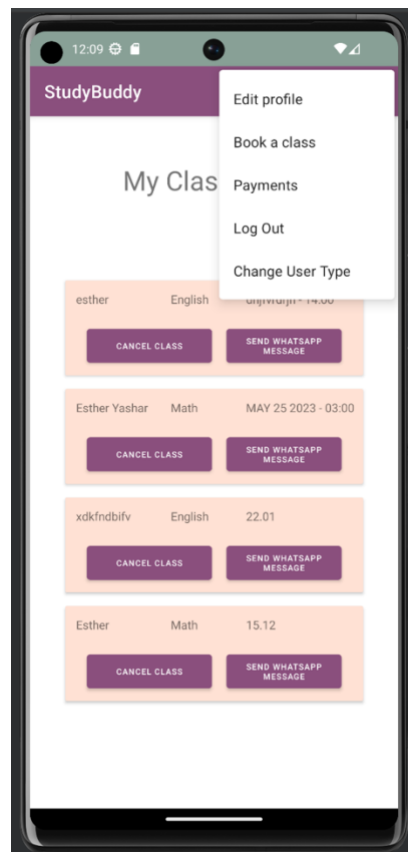 12:09
StudyBuddy
Edit profile
Book a class
Payments
Log Out
Change User Type
My Clas
esther English - 14:00
CANCEL CLASS SEND WHATSAPP
MESSAGE
Esther Yashar Math MAY 25 2023 - 03:00
CANCEL CLASS SEND WHATSAPP
MESSAGE
xdkfndbifv English 22.01
CANCEL CLASS SEND WHATSAPP
MESSAGE
Esther Math 15.12
CANCEL CLASS SEND WHATSAPP
MESSAGE